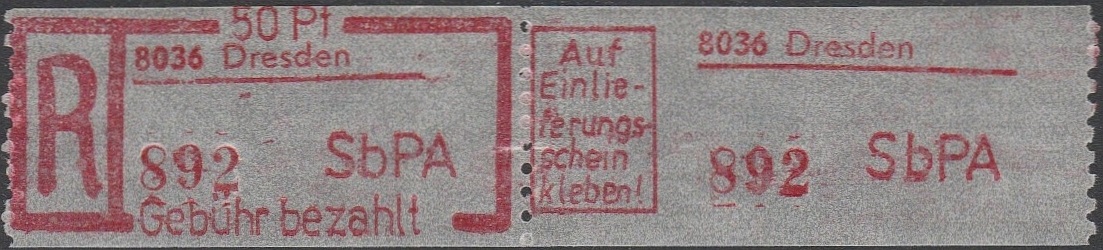 50 Pf
R
8036 Dresden
892 SbPA
Gebühr bezahlt
Auf
Einlie-
ferungs-
schein
kleben!
8036 Dresden
892 SbPA